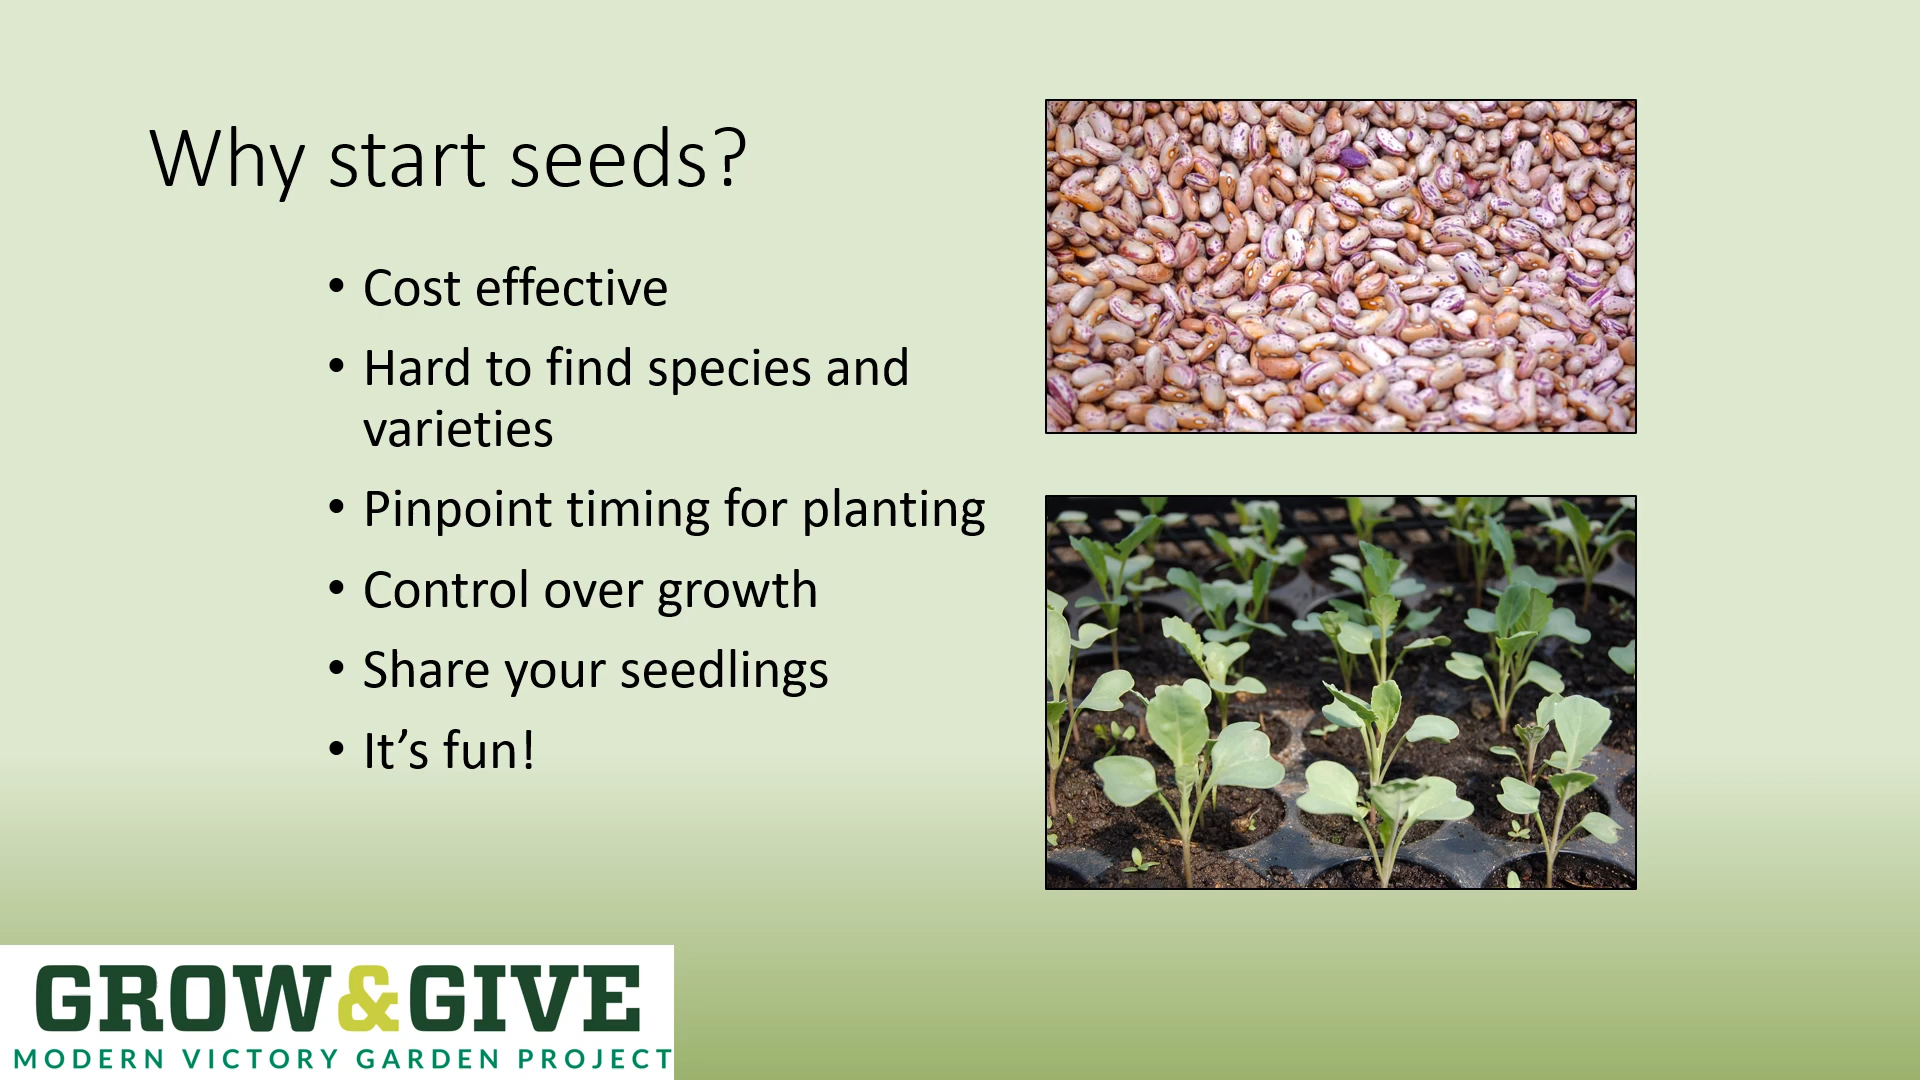 Why start seeds?
• Cost effective
• Hard to find species and
varieties
• Pinpoint timing for planting
• Control over growth
• Share your seedlings
• It’s fun!
GROW&GIVE
MODERN VICTORY GARDEN PROJECT